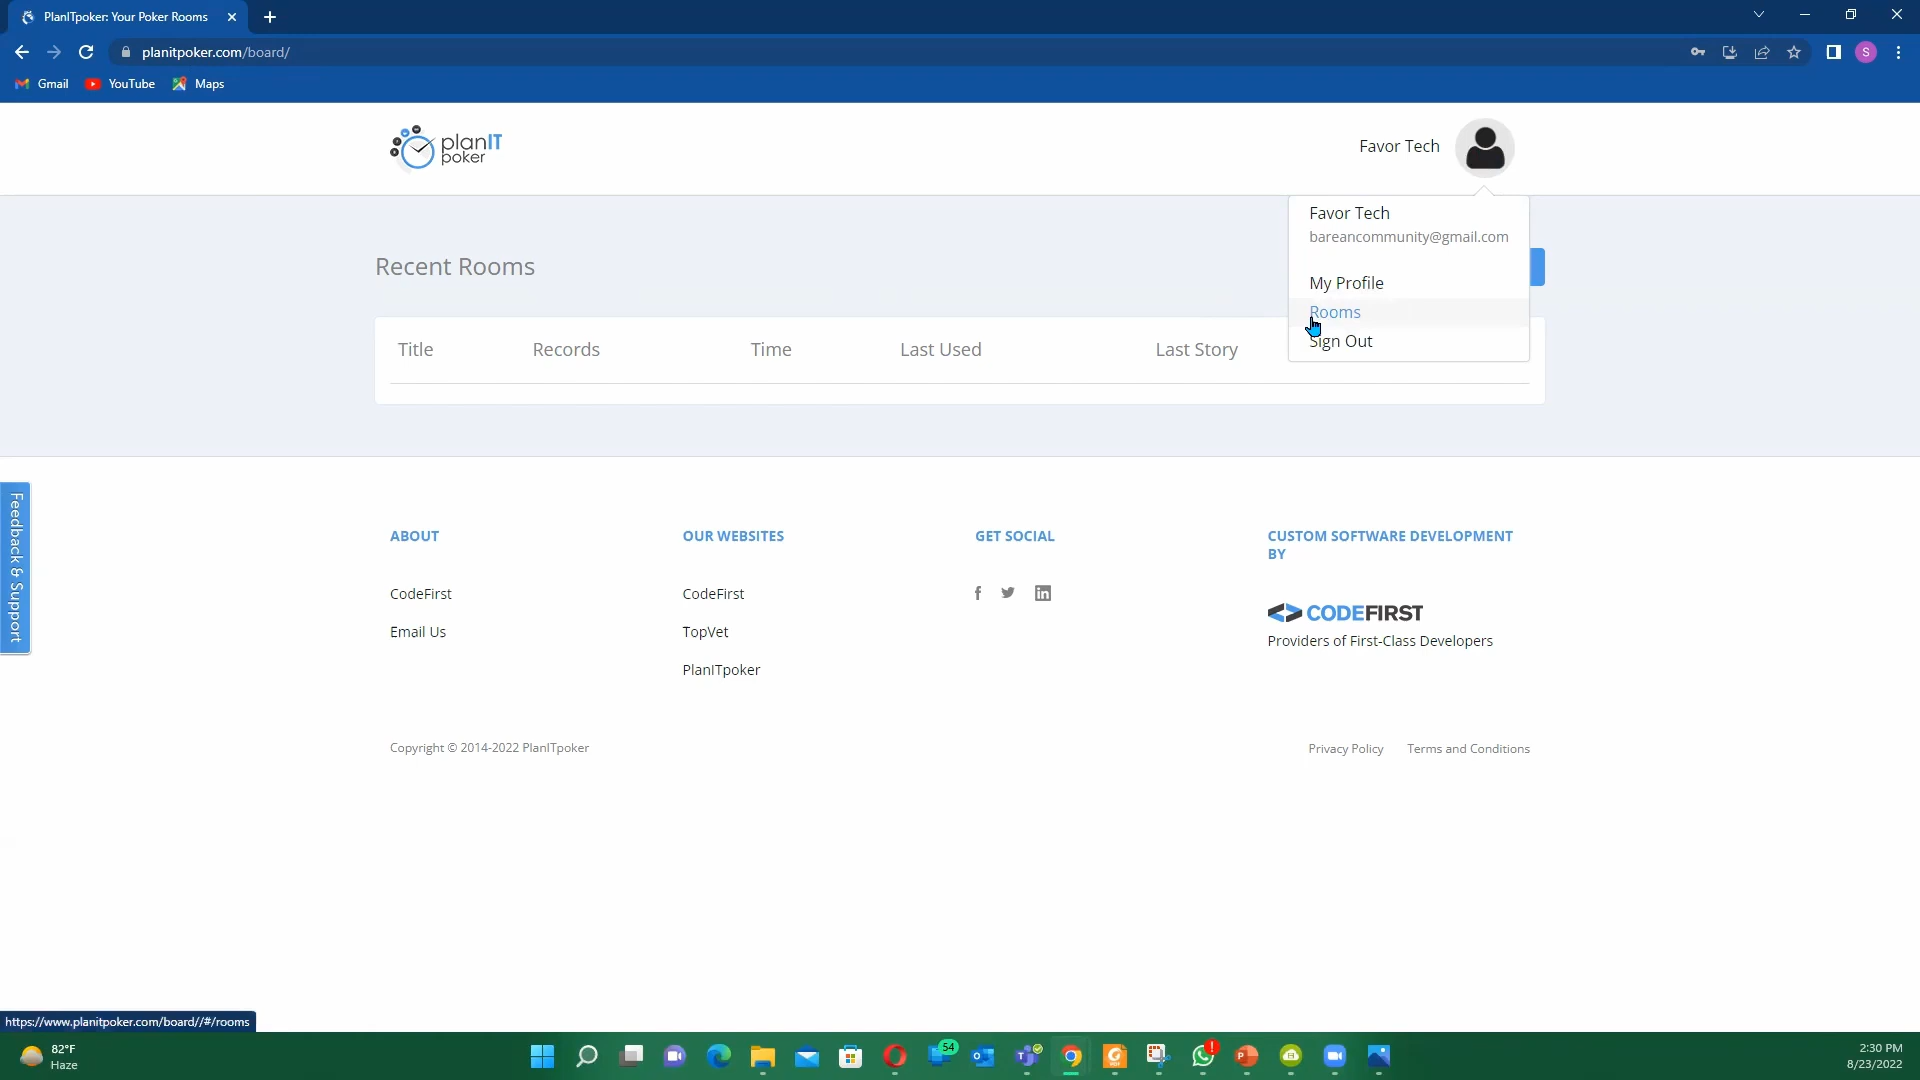 PlanITpoker: Your Poker Rooms
planitpoker.com/board/
S
Gmail
YouTube
Maps
planIT
poker
Favor Tech
Favor Tech
bareancommunity@gmail.com
My Profile
Rooms
Sign Out
Recent Rooms
Title
Records
Time
Last Used
Last Story
Feedback & Support
ABOUT
CodeFirst
Email Us
OUR WEBSITES
CodeFirst
TopVet
PlanITpoker
GET SOCIAL
CUSTOM SOFTWARE DEVELOPMENT
BY
CODEFIRST
Providers of First-Class Developers
Copyright © 2014-2022 PlanITpoker
Privacy Policy
Terms and Conditions
https://www.planitpoker.com/board//#/rooms
82°F
Haze
54
2:30 PM
8/23/2022